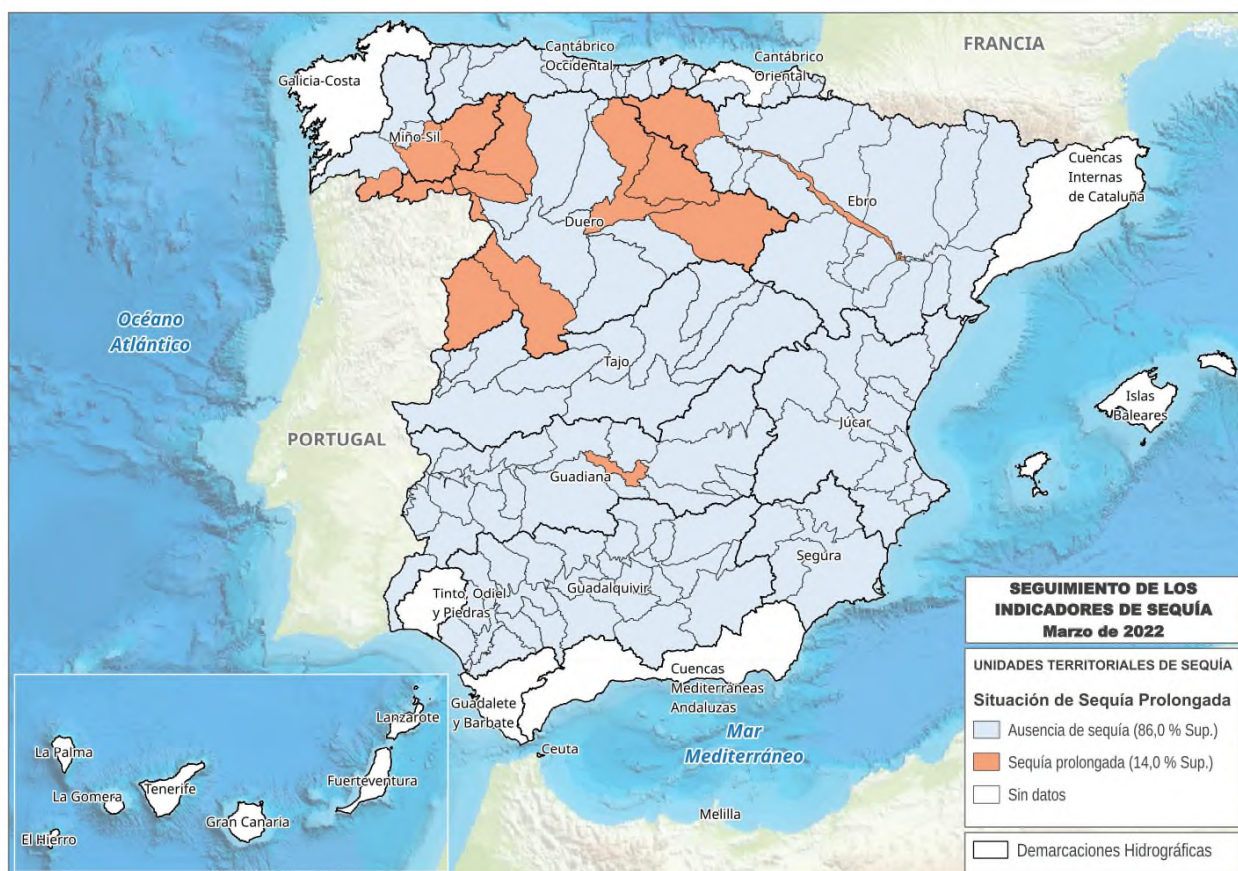 FRANCIA
Cantábrico
Occidental
Cantábrico
Oriental
Galicia-Costa
Miño-Sil
Cuencas
Internas
de Cataluña
Ebro
Duero
Océano
Atlántico
Tajo
Islas
Baleares
Júcar
PORTUGAL
Guadiana
Segura
Guadalquivir
Tinto, Odiel
y Piedras
Cuencas
Mediterráneas
Andaluzas
Guadalete
y Barbate
Ceuta
Mar
Mediterráneo
Melilla
Lanzarote
La Palma
Fuerteventura
Tenerife
La Gomera
Gran Canaria
El Hierro
SEGUIMIENTO DE LOS
INDICADORES DE SEQUÍA
Marzo de 2022
UNIDADES TERRITORIALES DE SEQUÍA
Situación de Sequía Prolongada
Ausencia de sequía (86,0 % Sup.)
Sequía prolongada (14,0 % Sup.)
Sin datos
Demarcaciones Hidrográficas